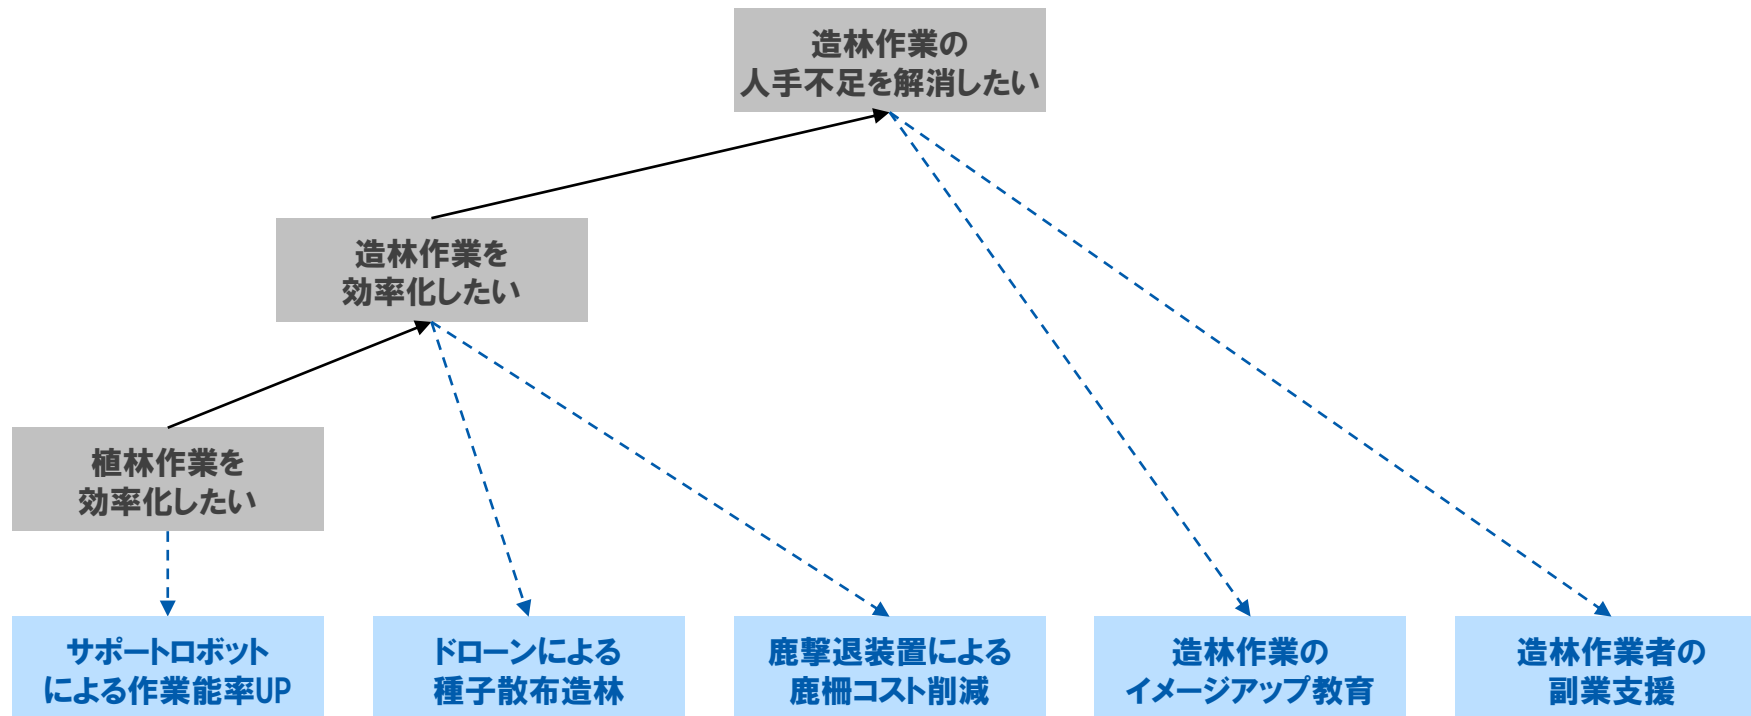 造林作業の
人手不足を解消したい
造林作業を
効率化したい
植林作業を
効率化したい
サポートロボット
による作業能率UP
ドローンによる
種子散布造林
鹿撃退装置による
鹿柵コスト削減
造林作業の
イメージアップ教育
造林作業者の
副業支援